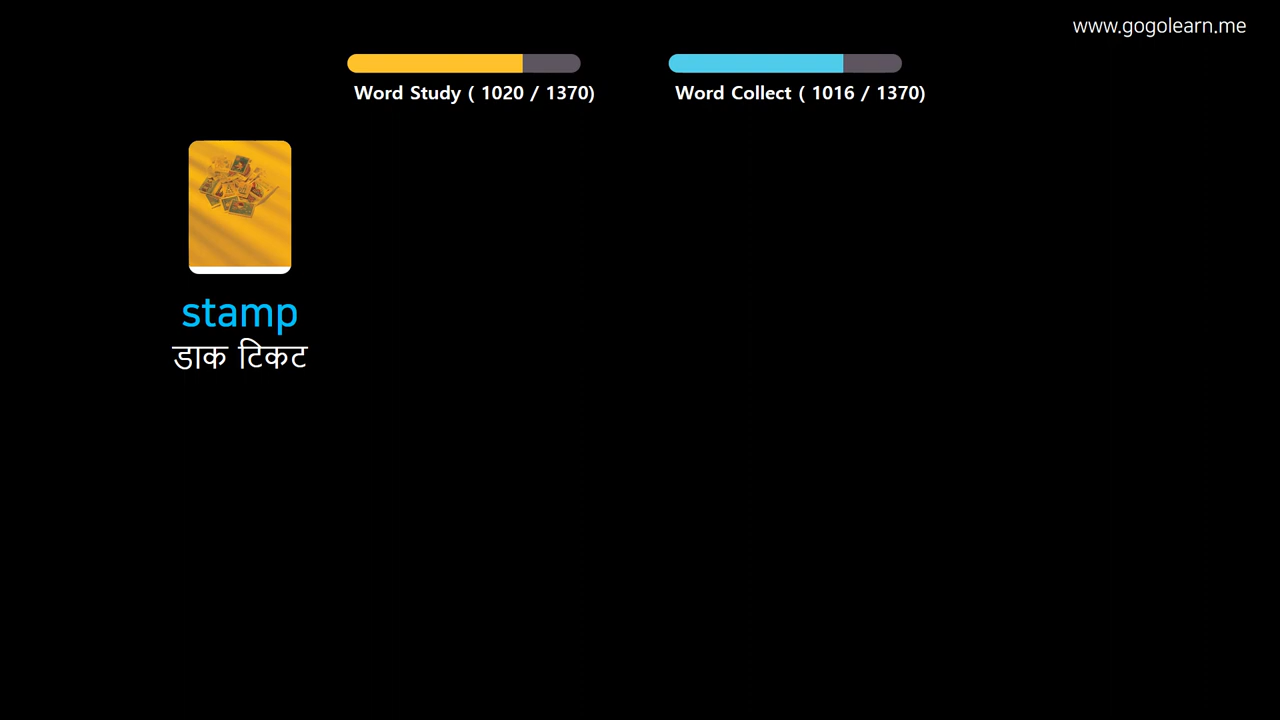 www.gogolearn.me
Word Study ( 1020 / 1370)
Word Collect ( 1016 / 1370)
stamp
डाक टिकट